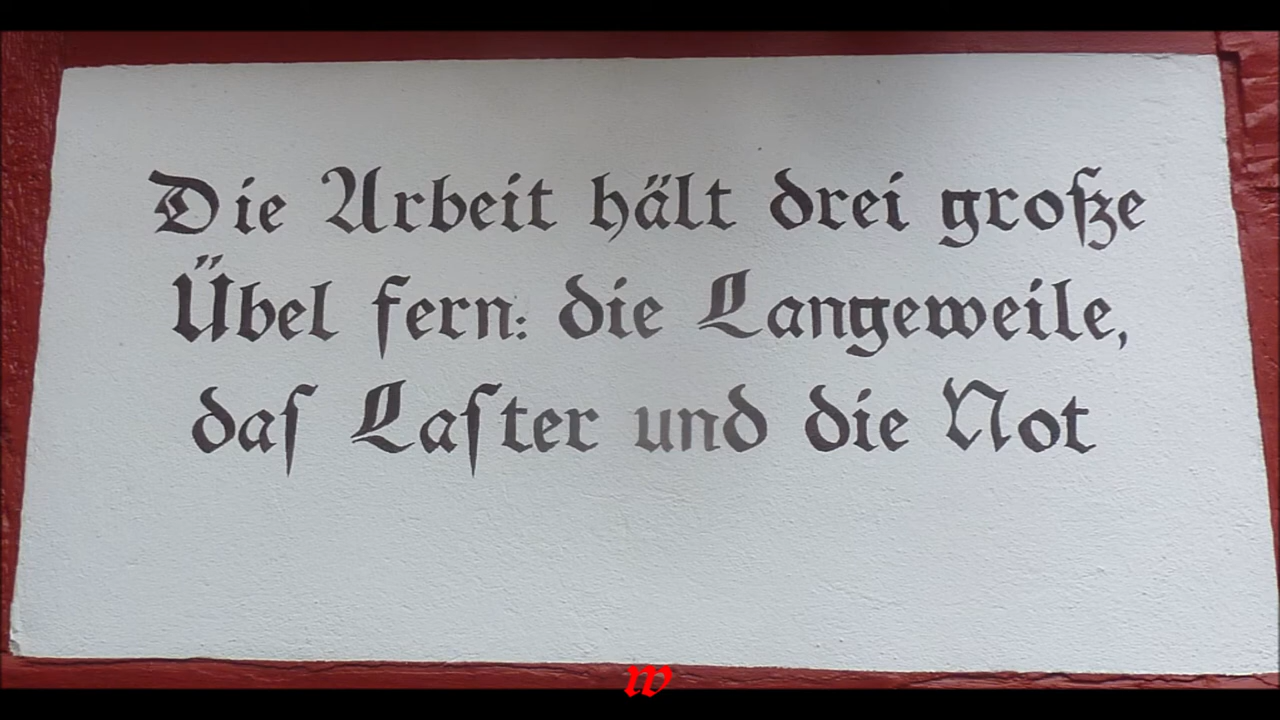 Die Arbeit hält drei große
Übel fern: die Langeweile,
daſ Laſter und die Not
w